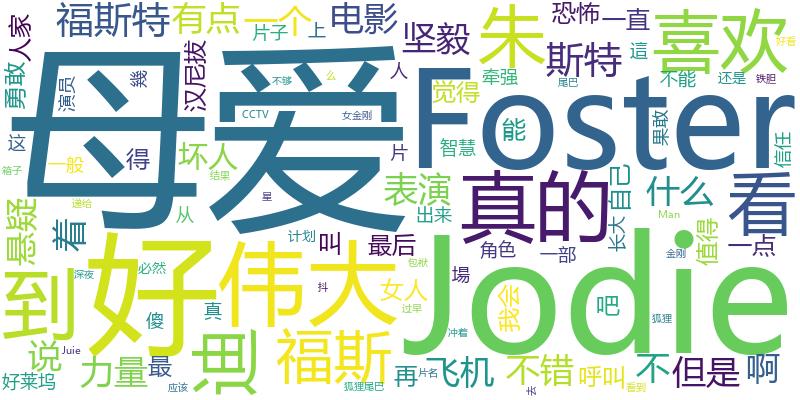 福斯特
有点
一个
电影
坚毅
朱
恐怖
一直
喜欢
人家
片子
上
斯特
這
不能
勇敢
演员
幾
汉尼拔
人
觉得
牵强
还是
铁胆
好看
母爱
Foster
CCTV
不够
么
尾巴
女金刚
这
一般
得
坏人
片
智慧
能
果敢
信任
箱子
结果
表演
真的
自己
什么
看
悬疑
着
从
递给
星
出来
长大
Man
值得
计划
叫
最后
角色
一部
一点
到
好
伟大
Jodie
金刚
深夜
必然
女人
包袱
場
我会
吧
狐狸
傻
真
抖
过早
冲着
说
Juie
迪
福斯
好莱坞
力量
最
应该
狐狸尾巴
再
片名
飞机
不错
去
呼叫
看到
不
但是
啊